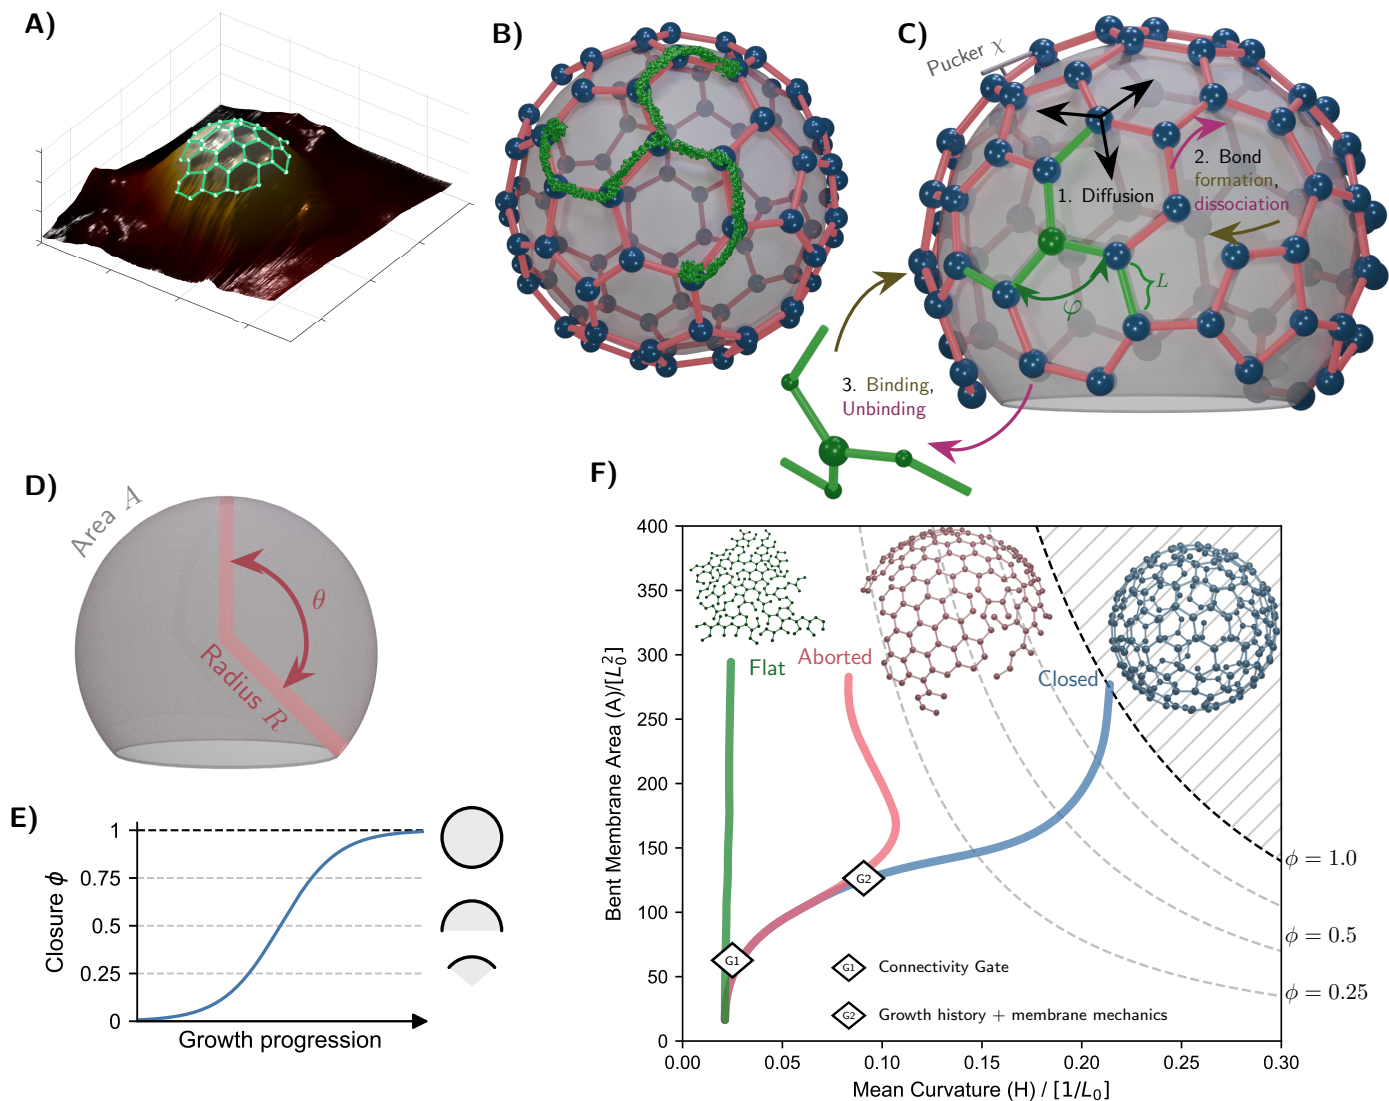 A)
B)
C)
Pucker χ
1. Diffusion
2. Bond
formation,
dissociation
L
φ
3. Binding,
Unbinding
D)
Area A
θ
Radius R
E)
Closure ϕ
1
0.75
0.5
0.25
0
Growth progression
F)
Bent Membrane Area (A)/[L₀²]
400
350
300
250
200
150
100
50
0
Flat
Aborted
Closed
G1
G2
G1 Connectivity Gate
G2 Growth history + membrane mechanics
ϕ = 1.0
ϕ = 0.5
ϕ = 0.25
0.00 0.05 0.10 0.15 0.20 0.25 0.30
Mean Curvature (H) / [1/L₀]